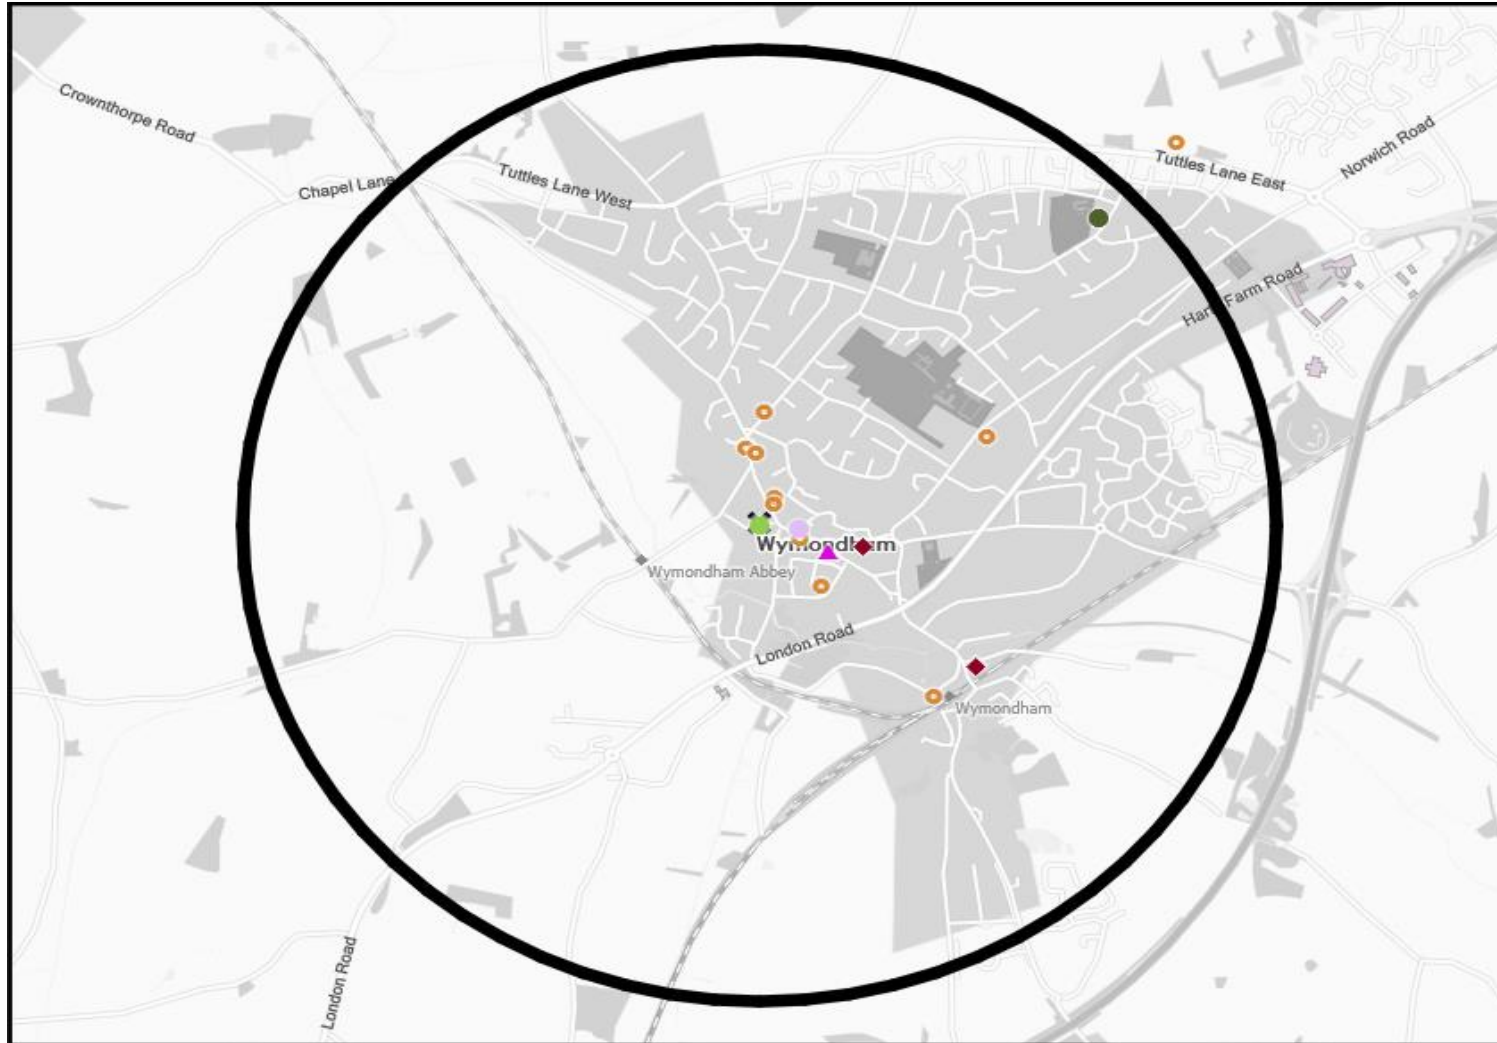 Crownthorpe Road
Chapel Lane
Tuttles Lane West
Tuttles Lane East
Norwich Road
Harts Farm Road
Wymondham
Wymondham Abbey
London Road
Wymondham
London Road